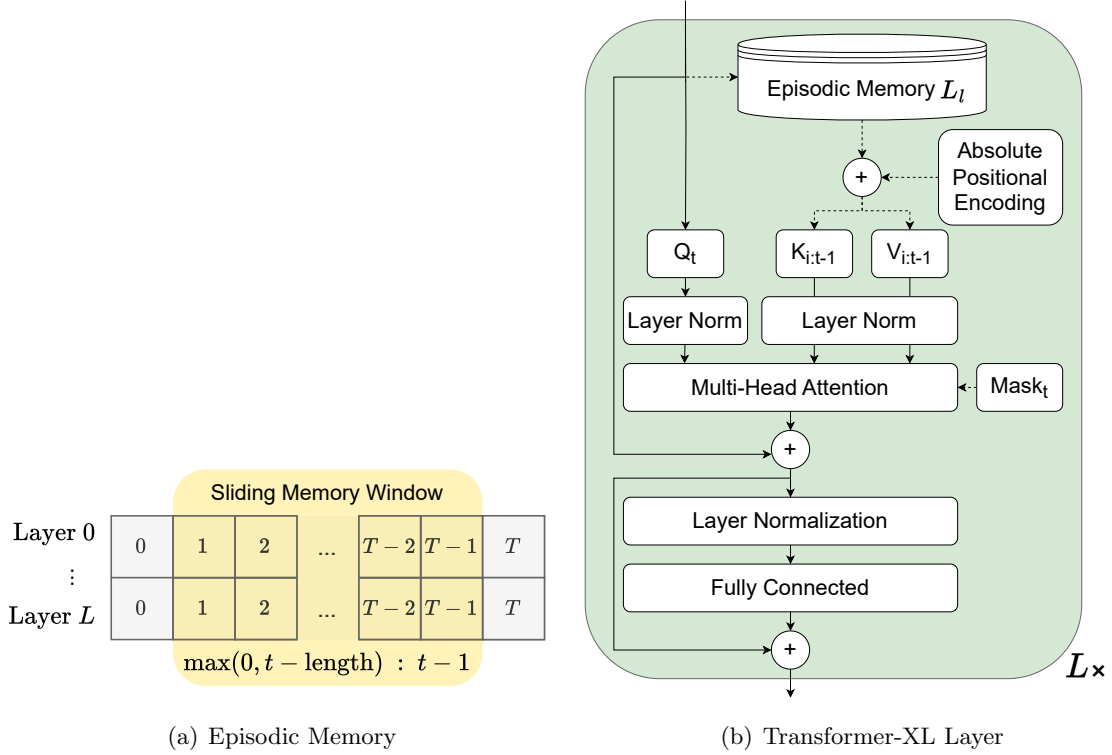 Sliding Memory Window
Layer 0
0 1 2 ... T − 2 T − 1 T
⋮
Layer L
0 1 2 ... T − 2 T − 1 T
max(0, t − length) : t − 1
(a) Episodic Memory
Episodic Memory L_l
+
Absolute
Positional
Encoding
Q_t
K_{i:t-1}
V_{i:t-1}
Layer Norm
Layer Norm
Multi-Head Attention
Mask_t
+
Layer Normalization
Fully Connected
+
L×
(b) Transformer-XL Layer